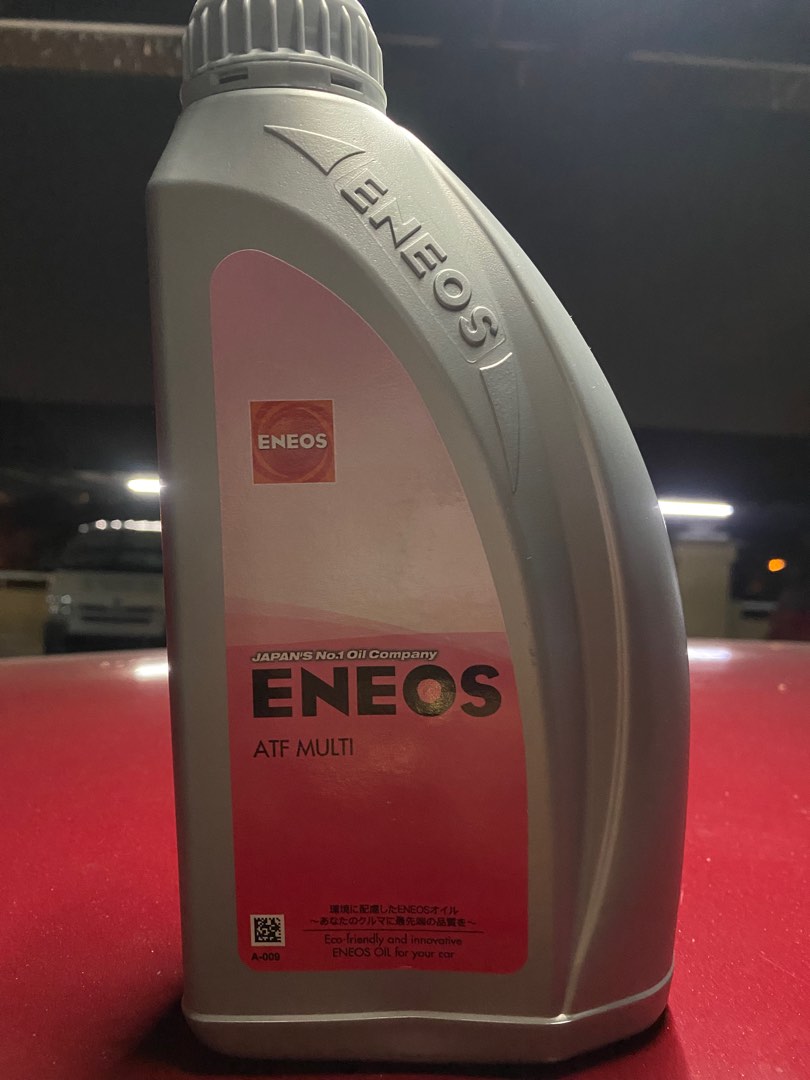 ENEOS
ENEOS
JAPAN'S No.1 Oil Company
ENEOS
ATF MULTI
環境に配慮したENEOSオイル
～あなたのクルマに最先端の品質を～
Eco-friendly and innovative
ENEOS OIL for your car
A-009